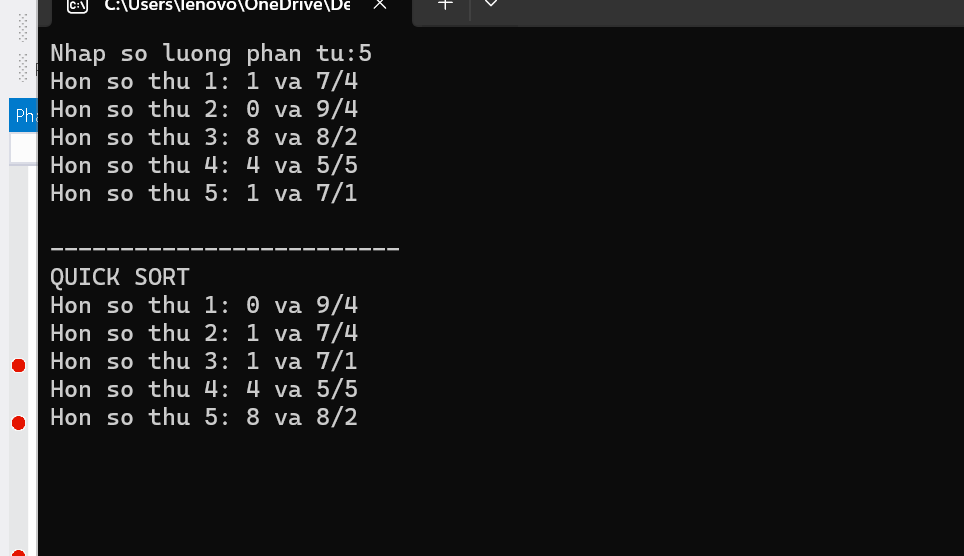 C:\Users\lenovo\OneDrive\De
Nhap so luong phan tu:5
Hon so thu 1: 1 va 7/4
Hon so thu 2: 0 va 9/4
Hon so thu 3: 8 va 8/2
Hon so thu 4: 4 va 5/5
Hon so thu 5: 1 va 7/1
-------------------------
QUICK SORT
Hon so thu 1: 0 va 9/4
Hon so thu 2: 1 va 7/4
Hon so thu 3: 1 va 7/1
Hon so thu 4: 4 va 5/5
Hon so thu 5: 8 va 8/2